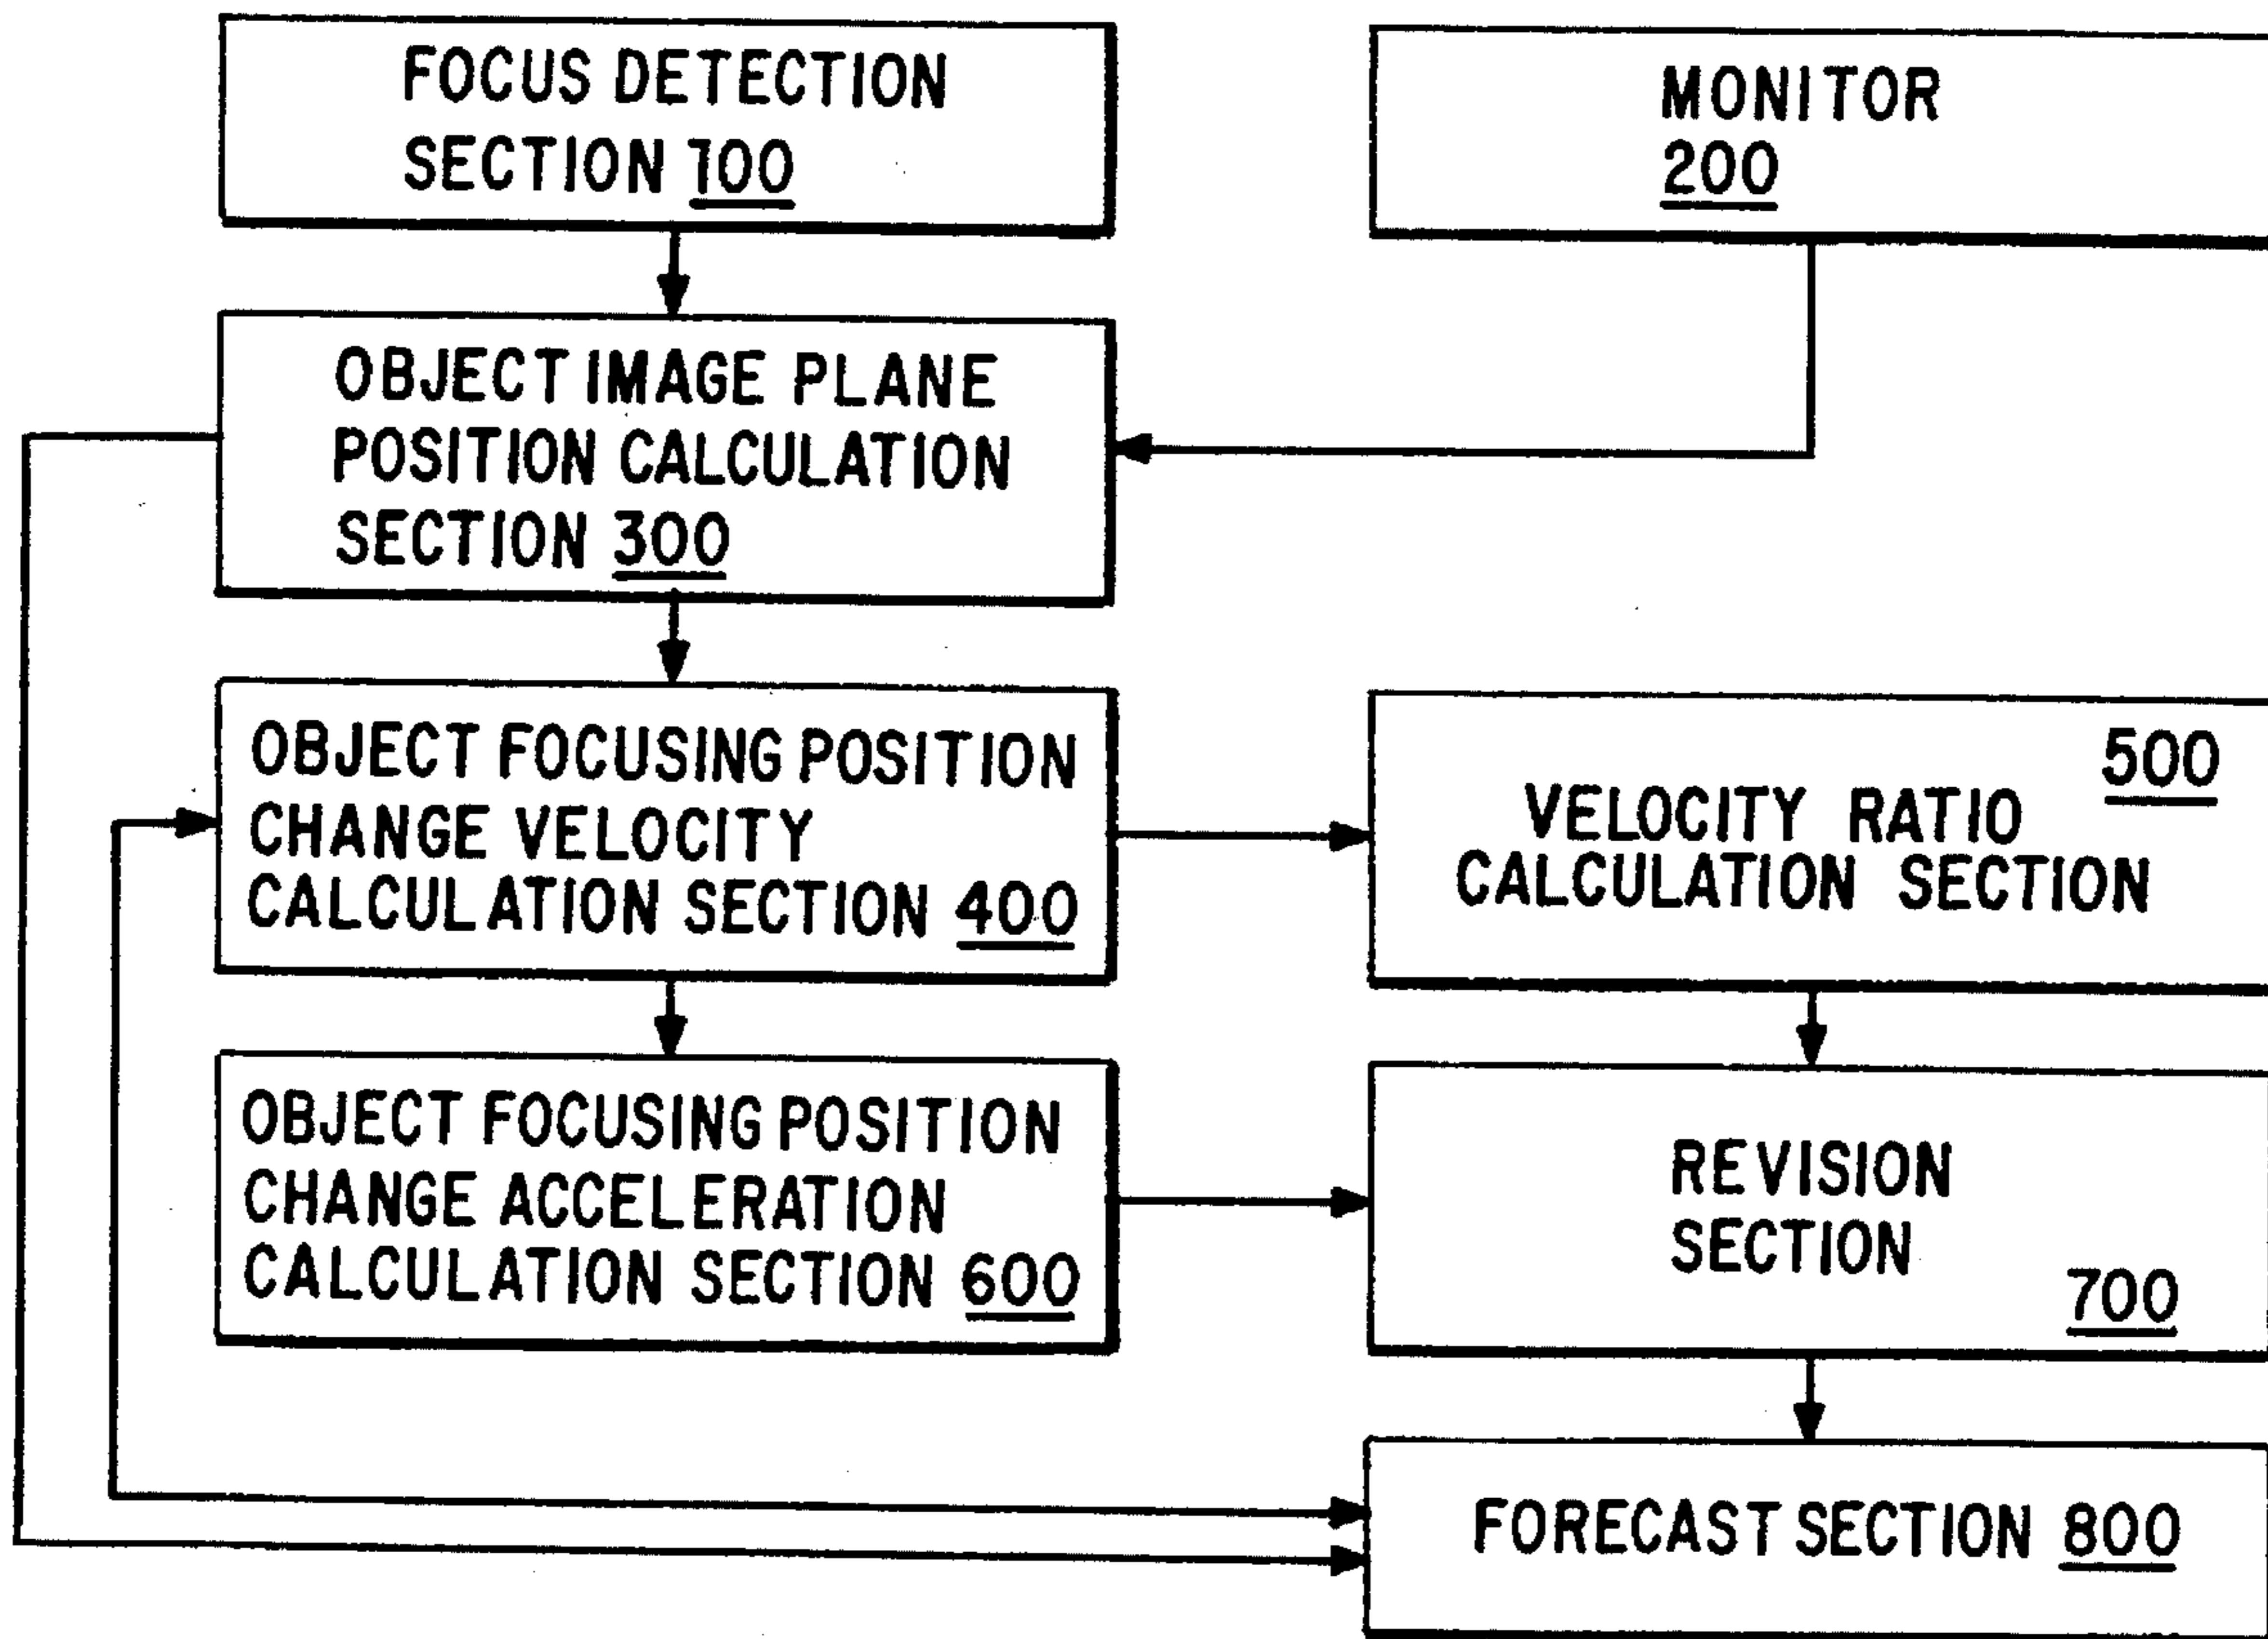 FOCUS DETECTION
SECTION 100
MONITOR
200
OBJECT IMAGE PLANE
POSITION CALCULATION
SECTION 300
OBJECT FOCUSING POSITION
CHANGE VELOCITY
CALCULATION SECTION 400
500
VELOCITY RATIO
CALCULATION SECTION
OBJECT FOCUSING POSITION
CHANGE ACCELERATION
CALCULATION SECTION 600
REVISION
SECTION
700
FORECAST SECTION 800